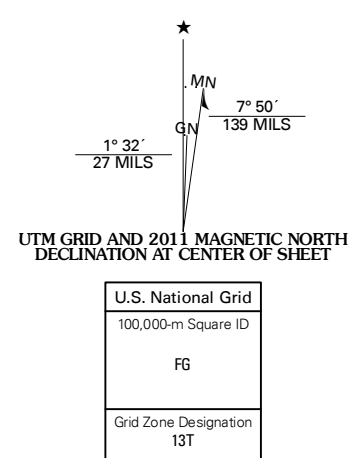 ★
MN
7° 50´
139 MILS
GN
1° 32´
27 MILS
UTM GRID AND 2011 MAGNETIC NORTH
DECLINATION AT CENTER OF SHEET
U.S. National Grid
100,000-m Square ID
FG
Grid Zone Designation
13T